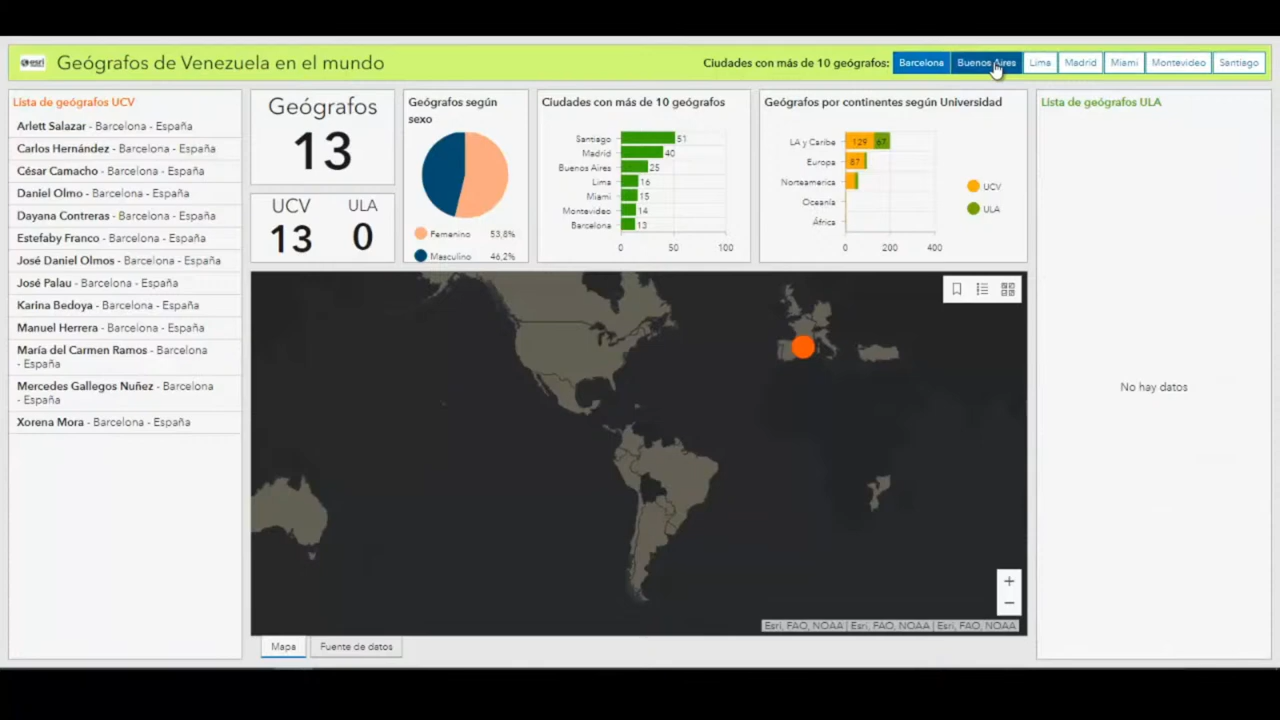 esri
Geógrafos de Venezuela en el mundo
Ciudades con más de 10 geógrafos:
Barcelona
Buenos Aires
Lima
Madrid
Miami
Montevideo
Santiago
Lista de geógrafos UCV
Arlett Salazar - Barcelona - España
Carlos Hernández - Barcelona - España
César Camacho - Barcelona - España
Daniel Olmo - Barcelona - España
Dayana Contreras - Barcelona - España
Estefaby Franco - Barcelona - España
José Daniel Olmos - Barcelona - España
José Palau - Barcelona - España
Karina Bedoya - Barcelona - España
Manuel Herrera - Barcelona - España
María del Carmen Ramos - Barcelona
- España
Mercedes Gallegos Nuñez - Barcelona
- España
Xorena Mora - Barcelona - España
Geógrafos
13
UCV
13
ULA
0
Geógrafos según
sexo
Femenino 53,8%
Masculino 46,2%
Ciudades con más de 10 geógrafos
Santiago 51
Madrid 40
Buenos Aires 25
Lima 16
Miami 15
Montevideo 14
Barcelona 13
0 50 100
Geógrafos por continentes según Universidad
LA y Caribe 129 67
Europa 87
Norteamerica
Oceanía
África
0 200 400
UCV
ULA
Lista de geógrafos ULA
No hay datos
+
−
Esri, FAO, NOAA | Esri, FAO, NOAA | Esri, FAO, NOAA
Mapa
Fuente de datos